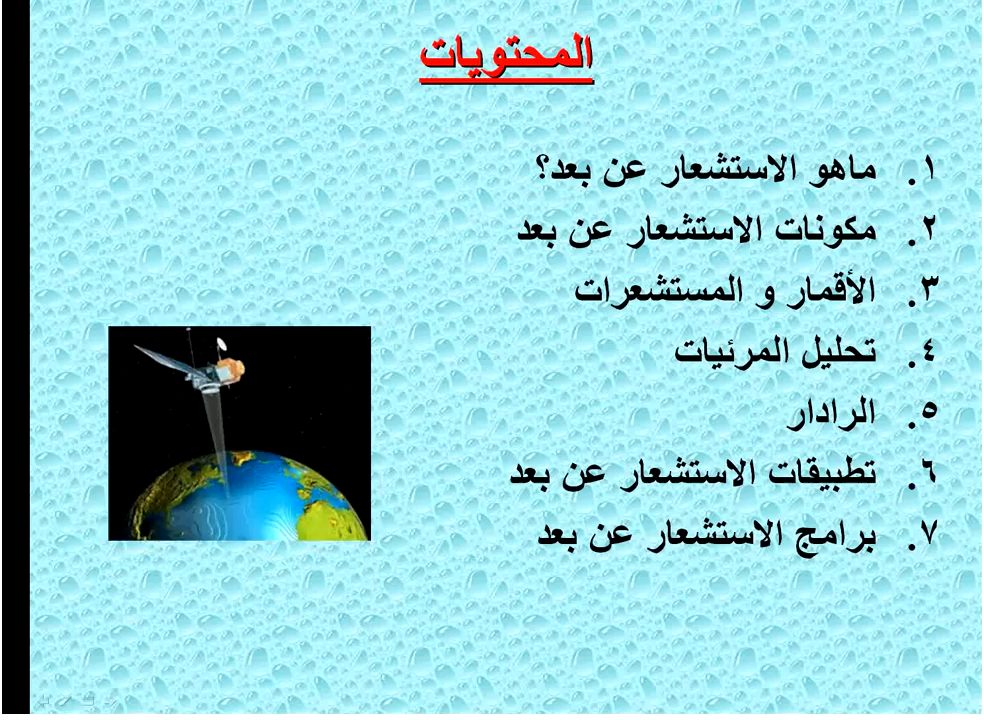 المحتويات
١. ماهو الاستشعار عن بعد؟
٢. مكونات الاستشعار عن بعد
٣. الأقمار و المستشعرات
٤. تحليل المرئيات
٥. الرادار
٦. تطبيقات الاستشعار عن بعد
٧. برامج الاستشعار عن بعد